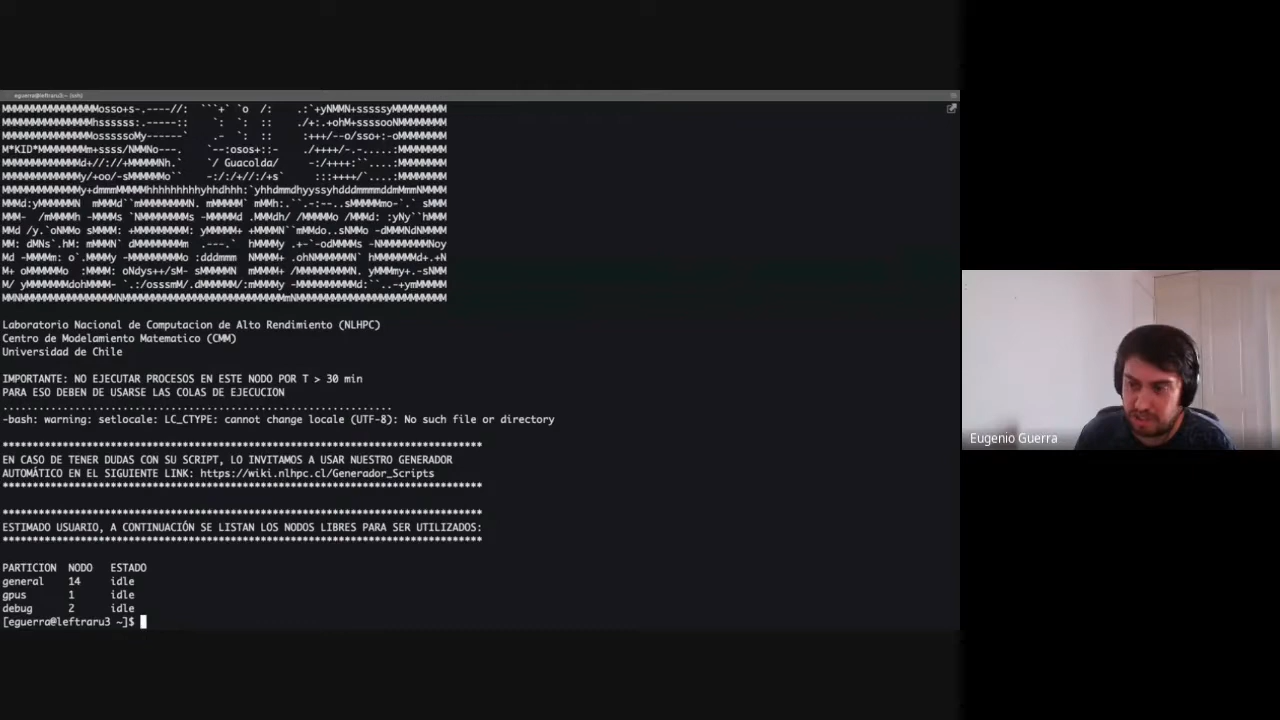 eguerra@leftraru3:~ (ssh)
M*KID*
`/ Guacolda/
Laboratorio Nacional de Computacion de Alto Rendimiento (NLHPC)
Centro de Modelamiento Matematico (CMM)
Universidad de Chile
IMPORTANTE: NO EJECUTAR PROCESOS EN ESTE NODO POR T > 30 min
PARA ESO DEBEN DE USARSE LAS COLAS DE EJECUCION
.................................................................
-bash: warning: setlocale: LC_CTYPE: cannot change locale (UTF-8): No such file or directory
********************************************************************************
EN CASO DE TENER DUDAS CON SU SCRIPT, LO INVITAMOS A USAR NUESTRO GENERADOR
AUTOMÁTICO EN EL SIGUIENTE LINK: https://wiki.nlhpc.cl/Generador_Scripts
********************************************************************************
********************************************************************************
ESTIMADO USUARIO, A CONTINUACIÓN SE LISTAN LOS NODOS LIBRES PARA SER UTILIZADOS:
********************************************************************************
PARTICION NODO ESTADO
general 14 idle
gpus 1 idle
debug 2 idle
[eguerra@leftraru3 ~]$
Eugenio Guerra